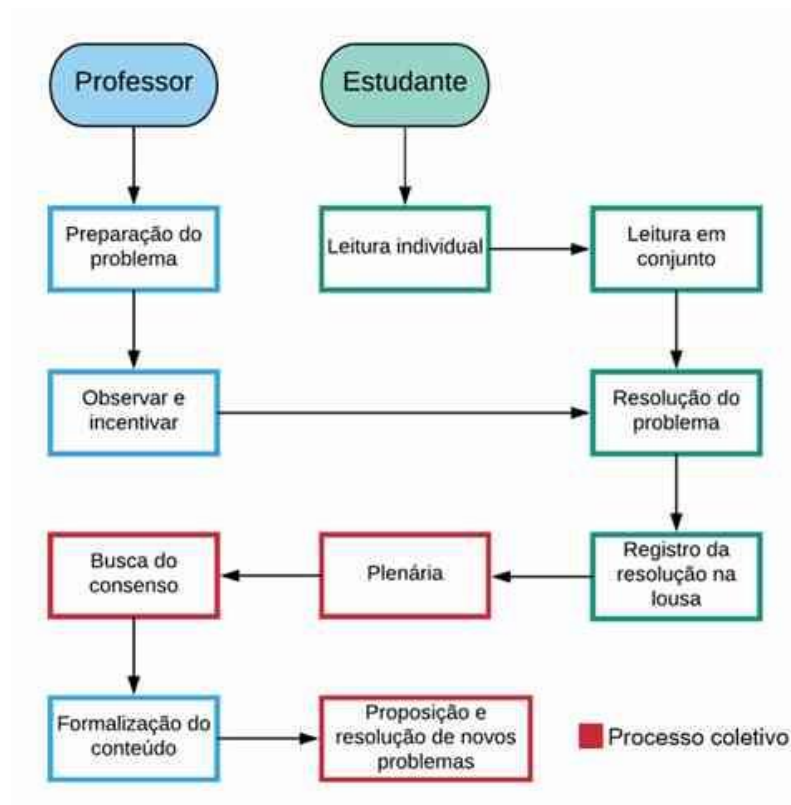 Professor
Estudante
Preparação do
problema
Leitura individual
Leitura em
conjunto
Observar e
incentivar
Resolução do
problema
Busca do
consenso
Plenária
Registro da
resolução na
lousa
Formalização do
conteúdo
Proposição e
resolução de novos
problemas
Processo coletivo